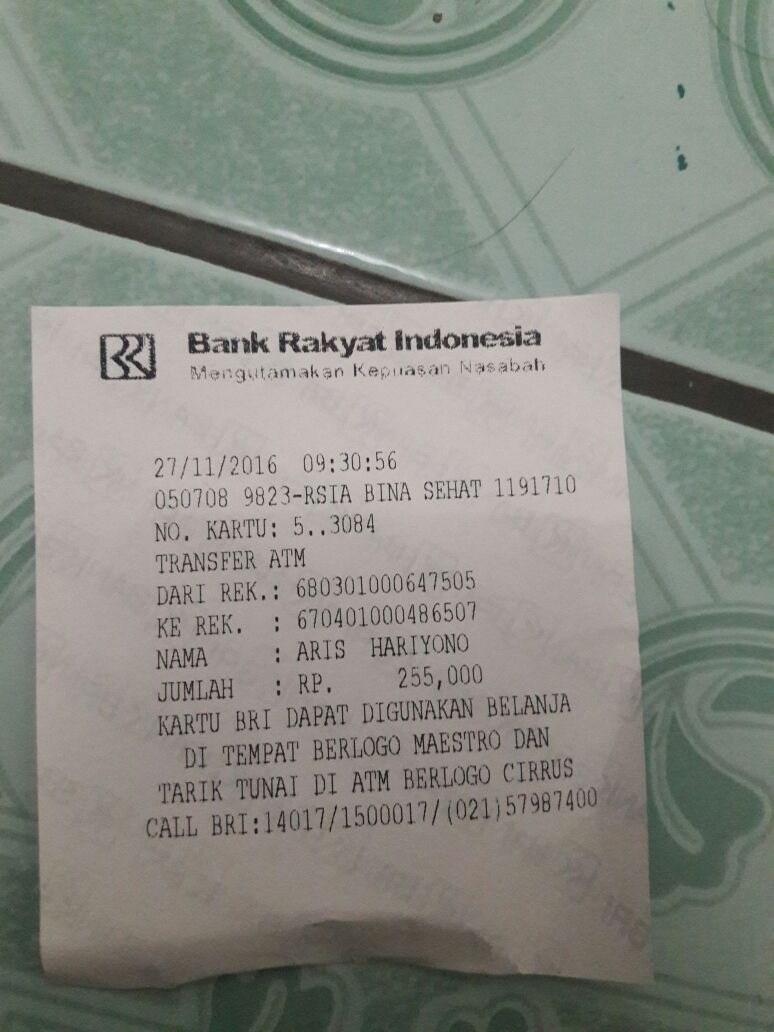 Bank Rakyat Indonesia
Mengutamakan Kepuasan Nasabah
27/11/2016 09:30:56
050708 9823-RSIA BINA SEHAT 1191710
NO. KARTU: 5..3084
TRANSFER ATM
DARI REK.: 680301000647505
KE REK. : 670401000486507
NAMA : ARIS HARIYONO
JUMLAH : RP. 255,000
KARTU BRI DAPAT DIGUNAKAN BELANJA
DI TEMPAT BERLOGO MAESTRO DAN
TARIK TUNAI DI ATM BERLOGO CIRRUS
CALL BRI:14017/1500017/(021)57987400